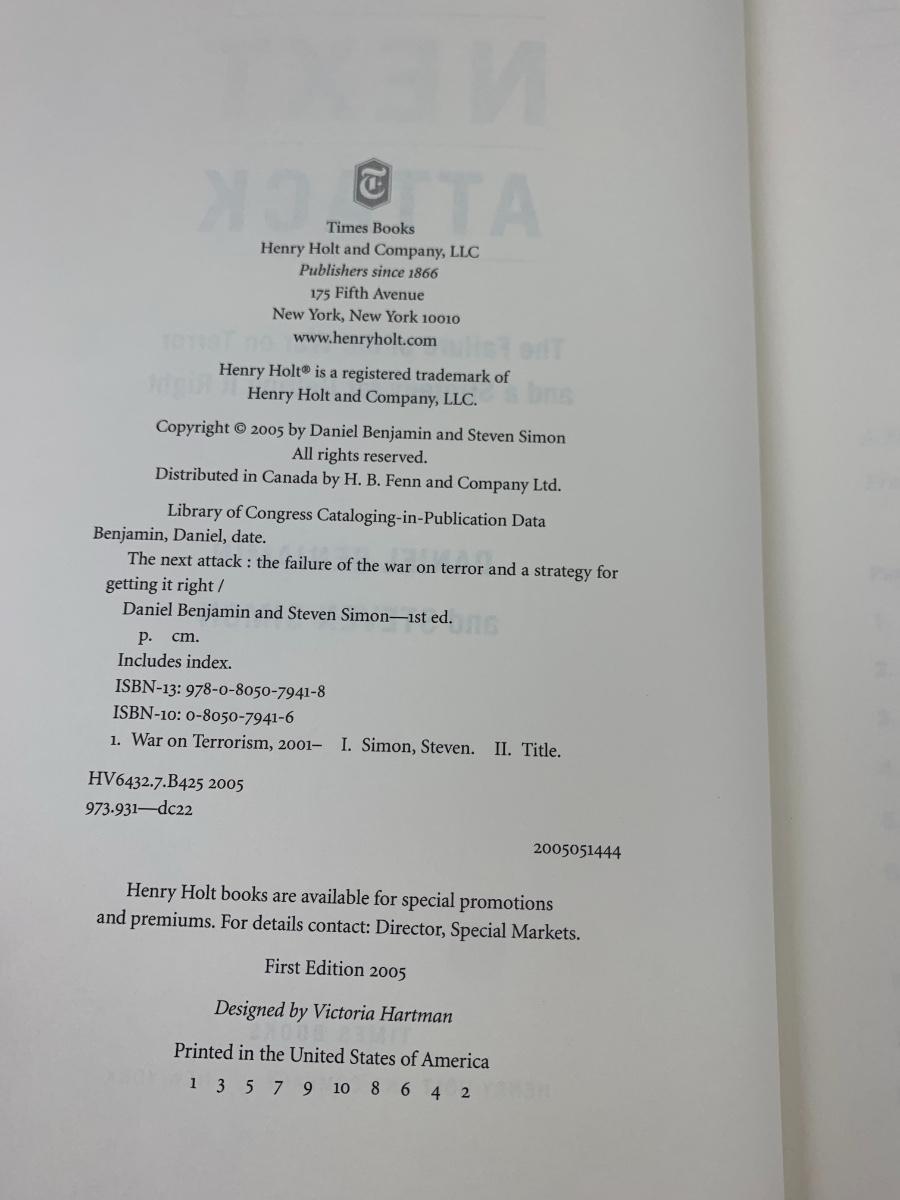 T
Times Books
Henry Holt and Company, LLC
Publishers since 1866
175 Fifth Avenue
New York, New York 10010
www.henryholt.com
Henry Holt® is a registered trademark of
Henry Holt and Company, LLC.
Copyright © 2005 by Daniel Benjamin and Steven Simon
All rights reserved.
Distributed in Canada by H. B. Fenn and Company Ltd.
Library of Congress Cataloging-in-Publication Data
Benjamin, Daniel, date.
The next attack : the failure of the war on terror and a strategy for
getting it right /
Daniel Benjamin and Steven Simon—1st ed.
p. cm.
Includes index.
ISBN-13: 978-0-8050-7941-8
ISBN-10: 0-8050-7941-6
1. War on Terrorism, 2001– I. Simon, Steven. II. Title.
HV6432.7.B425 2005
973.931—dc22
2005051444
Henry Holt books are available for special promotions
and premiums. For details contact: Director, Special Markets.
First Edition 2005
Designed by Victoria Hartman
Printed in the United States of America
1 3 5 7 9 10 8 6 4 2